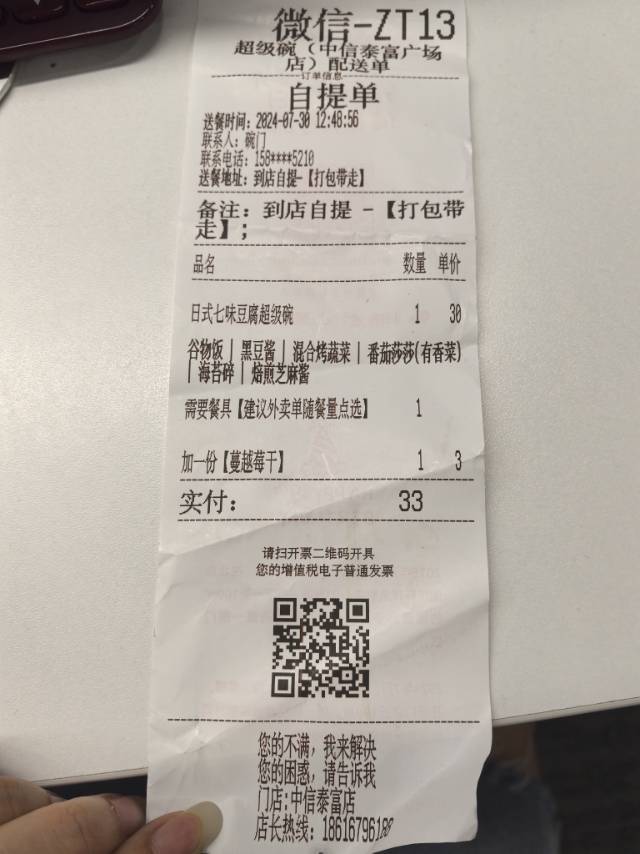 微信-ZT13
超级碗（中信泰富广场
店）配送单
订单信息
自提单
送餐时间：2024-07-30 12:48:56
联系人：碗门
联系电话：158****5210
送餐地址：到店自提-【打包带走】
备注：到店自提 -【打包带
走】；
品名 数量 单价
日式七味豆腐超级碗 1 30
谷物饭 | 黑豆酱 | 混合烤蔬菜 | 番茄莎莎(有香菜)
| 海苔碎 | 焙煎芝麻酱
需要餐具【建议外卖单随餐量点选】 1
加一份【蔓越莓干】 1 3
实付： 33
请扫开票二维码开具
您的增值税电子普通发票
您的不满，我来解决
您的困惑，请告诉我
门店：中信泰富店
店长热线：18616796180